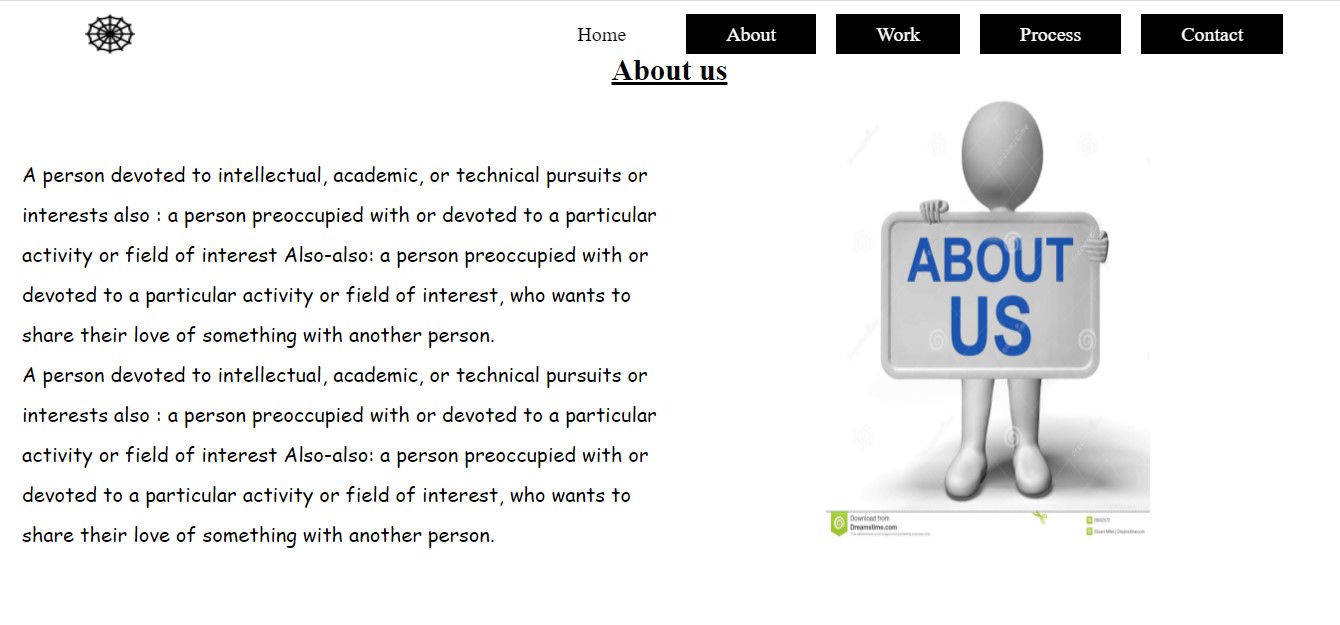 Home About Work Process Contact
About us
A person devoted to intellectual, academic, or technical pursuits or
interests also : a person preoccupied with or devoted to a particular
activity or field of interest Also-also: a person preoccupied with or
devoted to a particular activity or field of interest, who wants to
share their love of something with another person.
A person devoted to intellectual, academic, or technical pursuits or
interests also : a person preoccupied with or devoted to a particular
activity or field of interest Also-also: a person preoccupied with or
devoted to a particular activity or field of interest, who wants to
share their love of something with another person.
ABOUT
US
Download from
Dreamstime.com